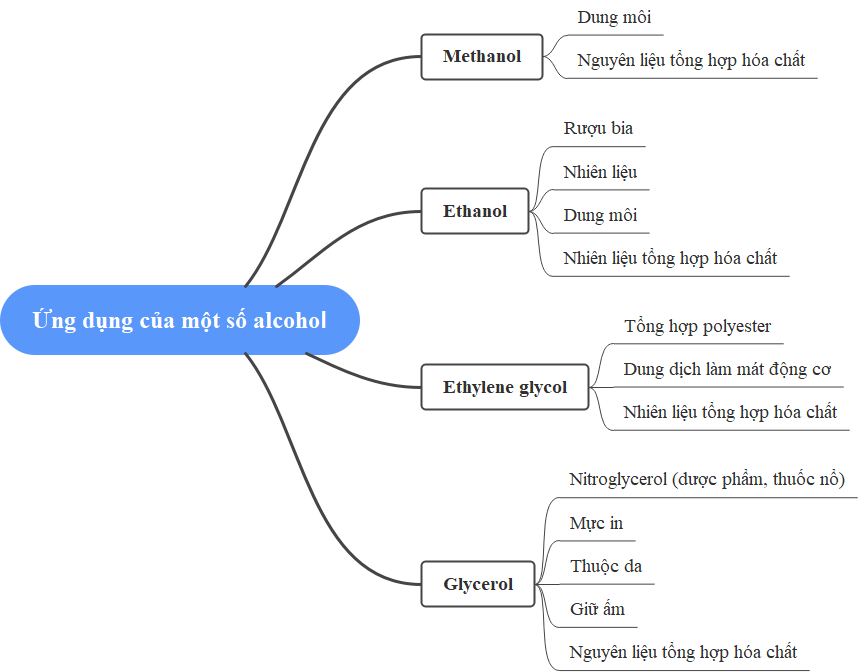 Ứng dụng của một số alcohol
Methanol
Dung môi
Nguyên liệu tổng hợp hóa chất
Ethanol
Rượu bia
Nhiên liệu
Dung môi
Nhiên liệu tổng hợp hóa chất
Ethylene glycol
Tổng hợp polyester
Dung dịch làm mát động cơ
Nhiên liệu tổng hợp hóa chất
Glycerol
Nitroglycerol (dược phẩm, thuốc nổ)
Mực in
Thuộc da
Giữ ấm
Nguyên liệu tổng hợp hóa chất